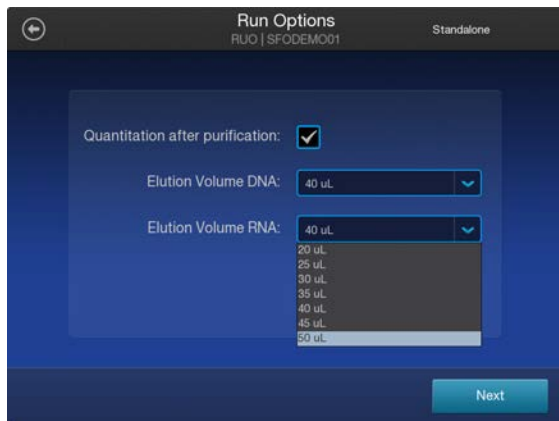 Run Options
RUO | SFODEMO01
Standalone
Quantitation after purification:
Elution Volume DNA: 40 uL
Elution Volume RNA: 40 uL
20 uL
25 uL
30 uL
35 uL
40 uL
45 uL
50 uL
Next